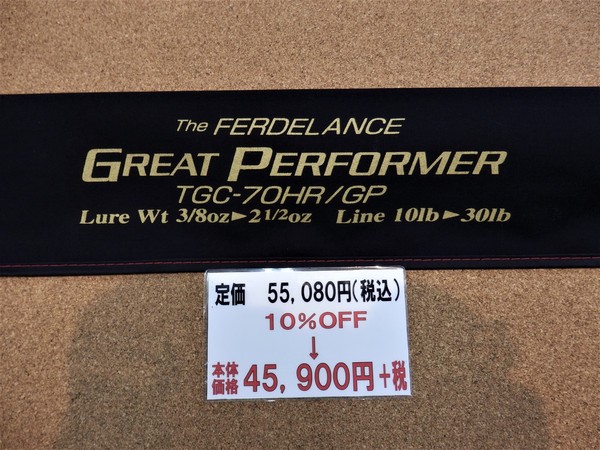 The FERDELANCE
GREAT PERFORMER
TGC-70HR/GP
Lure Wt 3/8oz►2 1/2oz Line 10lb►30lb
定価 55,080円(税込)
10%OFF
↓
本体価格 45,900円+税